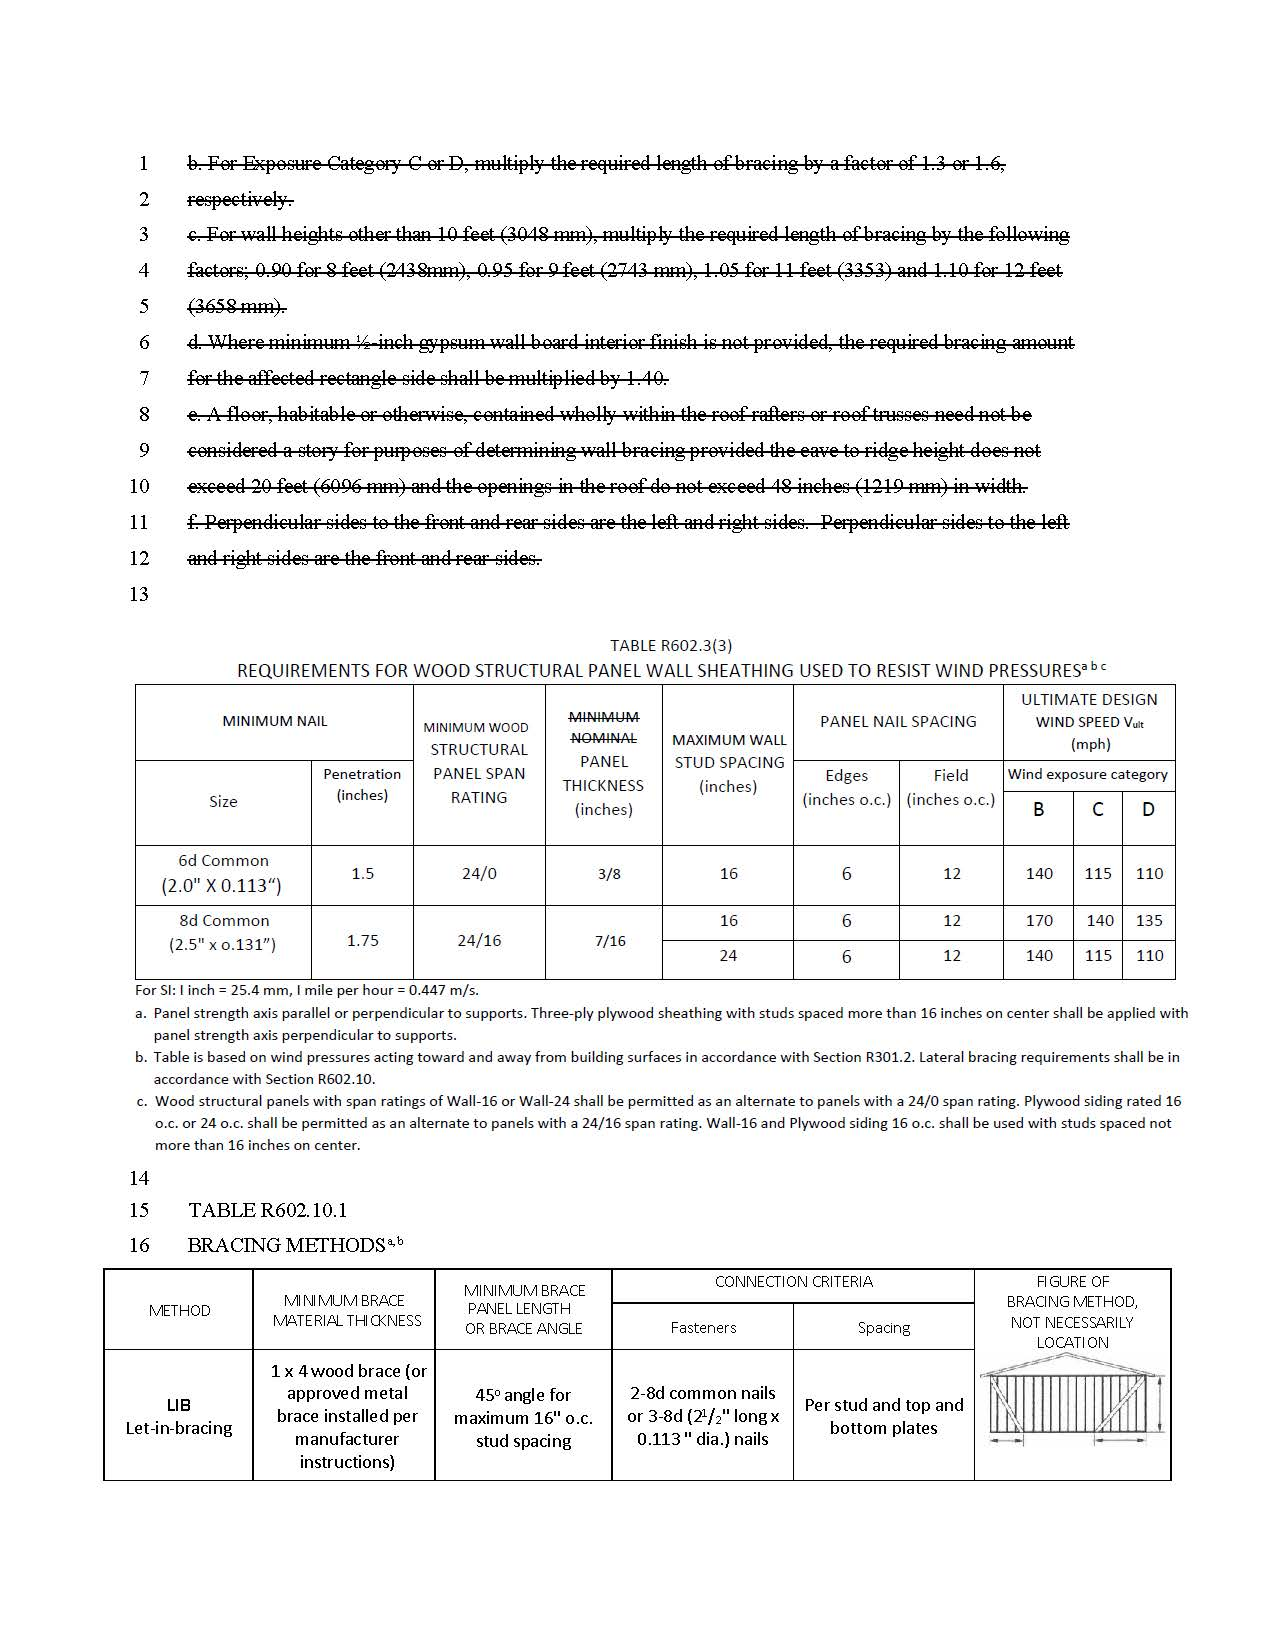 1 b. For Exposure Category C or D, multiply the required length of bracing by a factor of 1.3 or 1.6,
2 respectively.
3 c. For wall heights other than 10 feet (3048 mm), multiply the required length of bracing by the following
4 factors; 0.90 for 8 feet (2438mm), 0.95 for 9 feet (2743 mm), 1.05 for 11 feet (3353) and 1.10 for 12 feet
5 (3658 mm).
6 d. Where minimum ½-inch gypsum wall board interior finish is not provided, the required bracing amount
7 for the affected rectangle side shall be multiplied by 1.40.
8 e. A floor, habitable or otherwise, contained wholly within the roof rafters or roof trusses need not be
9 considered a story for purposes of determining wall bracing provided the eave to ridge height does not
10 exceed 20 feet (6096 mm) and the openings in the roof do not exceed 48 inches (1219 mm) in width.
11 f. Perpendicular sides to the front and rear sides are the left and right sides.  Perpendicular sides to the left
12 and right sides are the front and rear sides.
13
TABLE R602.3(3)
REQUIREMENTS FOR WOOD STRUCTURAL PANEL WALL SHEATHING USED TO RESIST WIND PRESSURESa b c
MINIMUM NAIL
MINIMUM WOOD
STRUCTURAL
PANEL SPAN
RATING
MINIMUM
NOMINAL
PANEL
THICKNESS
(inches)
MAXIMUM WALL
STUD SPACING
(inches)
PANEL NAIL SPACING
ULTIMATE DESIGN
WIND SPEED Vult
(mph)
Size
Penetration
(inches)
Edges
(inches o.c.)
Field
(inches o.c.)
Wind exposure category
B C D
6d Common
(2.0" X 0.113“)
1.5 24/0 3/8 16 6 12 140 115 110
8d Common
(2.5" x o.131”)
1.75 24/16 7/16
16 6 12 170 140 135
24 6 12 140 115 110
For SI: I inch = 25.4 mm, I mile per hour = 0.447 m/s.
a. Panel strength axis parallel or perpendicular to supports. Three-ply plywood sheathing with studs spaced more than 16 inches on center shall be applied with
panel strength axis perpendicular to supports.
b. Table is based on wind pressures acting toward and away from building surfaces in accordance with Section R301.2. Lateral bracing requirements shall be in
accordance with Section R602.10.
c. Wood structural panels with span ratings of Wall-16 or Wall-24 shall be permitted as an alternate to panels with a 24/0 span rating. Plywood siding rated 16
o.c. or 24 o.c. shall be permitted as an alternate to panels with a 24/16 span rating. Wall-16 and Plywood siding 16 o.c. shall be used with studs spaced not
more than 16 inches on center.
14
15 TABLE R602.10.1
16 BRACING METHODSa,b
METHOD
MINIMUM BRACE
MATERIAL THICKNESS
MINIMUM BRACE
PANEL LENGTH
OR BRACE ANGLE
CONNECTION CRITERIA
Fasteners
Spacing
FIGURE OF
BRACING METHOD,
NOT NECESSARILY
LOCATION
LIB
Let-in-bracing
1 x 4 wood brace (or
approved metal
brace installed per
manufacturer
instructions)
45o angle for
maximum 16" o.c.
stud spacing
2-8d common nails
or 3-8d (21/2" long x
0.113 " dia.) nails
Per stud and top and
bottom plates